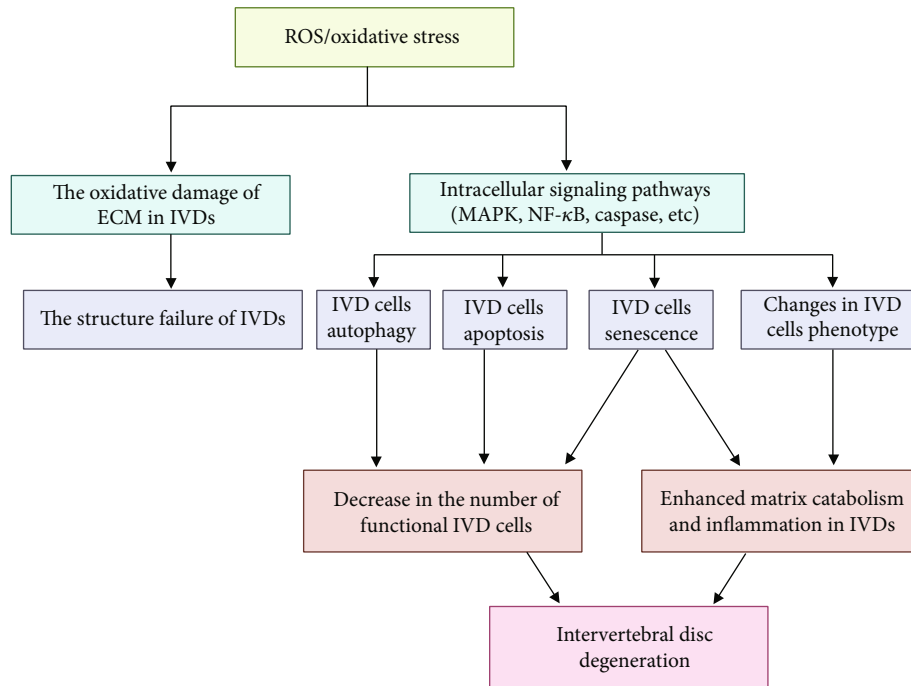 ROS/oxidative stress
The oxidative damage of
ECM in IVDs
Intracellular signaling pathways
(MAPK, NF-κB, caspase, etc)
The structure failure of IVDs
IVD cells
autophagy
IVD cells
apoptosis
IVD cells
senescence
Changes in IVD
cells phenotype
Decrease in the number of
functional IVD cells
Enhanced matrix catabolism
and inflammation in IVDs
Intervertebral disc
degeneration